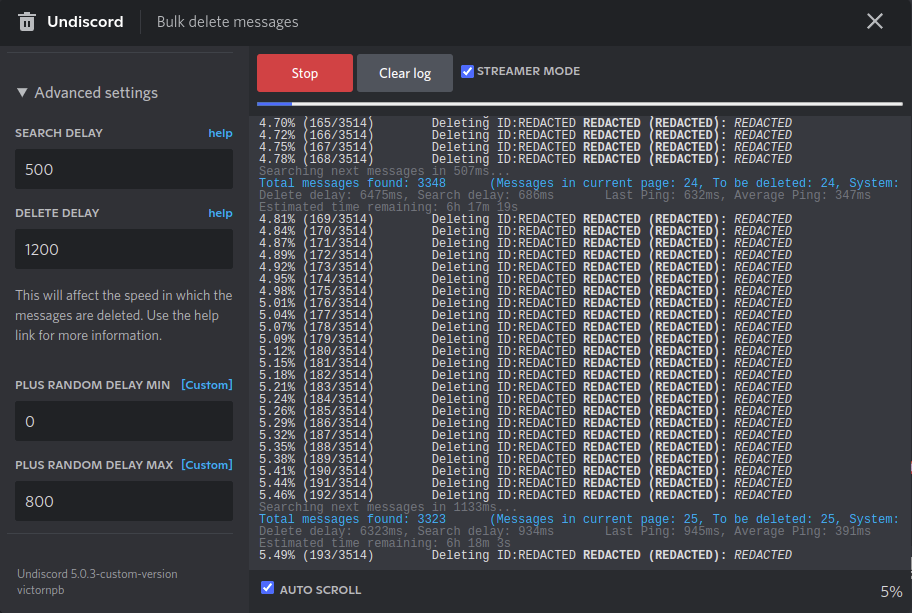 Undiscord
Bulk delete messages
Advanced settings
SEARCH DELAY help
500
DELETE DELAY help
1200
This will affect the speed in which the
messages are deleted. Use the help
link for more information.
PLUS RANDOM DELAY MIN [Custom]
0
PLUS RANDOM DELAY MAX [Custom]
800
Undiscord 5.0.3-custom-version
victornpb
Stop
Clear log
STREAMER MODE
4.70% (165/3514) Deleting ID:REDACTED REDACTED (REDACTED): REDACTED
4.72% (166/3514) Deleting ID:REDACTED REDACTED (REDACTED): REDACTED
4.75% (167/3514) Deleting ID:REDACTED REDACTED (REDACTED): REDACTED
4.78% (168/3514) Deleting ID:REDACTED REDACTED (REDACTED): REDACTED
Searching next messages in 507ms...
Total messages found: 3348 (Messages in current page: 24, To be deleted: 24, System:
Delete delay: 6475ms, Search delay: 686ms Last Ping: 632ms, Average Ping: 347ms
Estimated time remaining: 6h 17m 19s
4.81% (169/3514) Deleting ID:REDACTED REDACTED (REDACTED): REDACTED
4.84% (170/3514) Deleting ID:REDACTED REDACTED (REDACTED): REDACTED
4.87% (171/3514) Deleting ID:REDACTED REDACTED (REDACTED): REDACTED
4.89% (172/3514) Deleting ID:REDACTED REDACTED (REDACTED): REDACTED
4.92% (173/3514) Deleting ID:REDACTED REDACTED (REDACTED): REDACTED
4.95% (174/3514) Deleting ID:REDACTED REDACTED (REDACTED): REDACTED
4.98% (175/3514) Deleting ID:REDACTED REDACTED (REDACTED): REDACTED
5.01% (176/3514) Deleting ID:REDACTED REDACTED (REDACTED): REDACTED
5.04% (177/3514) Deleting ID:REDACTED REDACTED (REDACTED): REDACTED
5.07% (178/3514) Deleting ID:REDACTED REDACTED (REDACTED): REDACTED
5.09% (179/3514) Deleting ID:REDACTED REDACTED (REDACTED): REDACTED
5.12% (180/3514) Deleting ID:REDACTED REDACTED (REDACTED): REDACTED
5.15% (181/3514) Deleting ID:REDACTED REDACTED (REDACTED): REDACTED
5.18% (182/3514) Deleting ID:REDACTED REDACTED (REDACTED): REDACTED
5.21% (183/3514) Deleting ID:REDACTED REDACTED (REDACTED): REDACTED
5.24% (184/3514) Deleting ID:REDACTED REDACTED (REDACTED): REDACTED
5.26% (185/3514) Deleting ID:REDACTED REDACTED (REDACTED): REDACTED
5.29% (186/3514) Deleting ID:REDACTED REDACTED (REDACTED): REDACTED
5.32% (187/3514) Deleting ID:REDACTED REDACTED (REDACTED): REDACTED
5.35% (188/3514) Deleting ID:REDACTED REDACTED (REDACTED): REDACTED
5.38% (189/3514) Deleting ID:REDACTED REDACTED (REDACTED): REDACTED
5.41% (190/3514) Deleting ID:REDACTED REDACTED (REDACTED): REDACTED
5.44% (191/3514) Deleting ID:REDACTED REDACTED (REDACTED): REDACTED
5.46% (192/3514) Deleting ID:REDACTED REDACTED (REDACTED): REDACTED
Searching next messages in 1133ms...
Total messages found: 3323 (Messages in current page: 25, To be deleted: 25, System:
Delete delay: 6323ms, Search delay: 934ms Last Ping: 945ms, Average Ping: 391ms
Estimated time remaining: 6h 18m 3s
5.49% (193/3514) Deleting ID:REDACTED REDACTED (REDACTED): REDACTED
AUTO SCROLL
5%